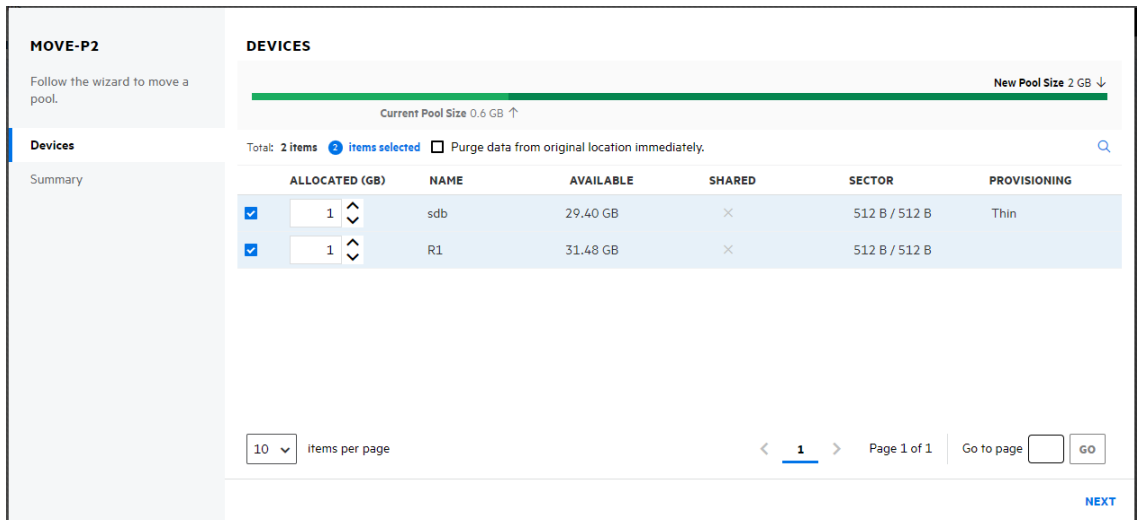 MOVE-P2
Follow the wizard to move a
pool.
Devices
Summary
DEVICES
New Pool Size 2 GB ↓
Current Pool Size 0.6 GB ↑
Total: 2 items 2 items selected Purge data from original location immediately.
ALLOCATED (GB) NAME AVAILABLE SHARED SECTOR PROVISIONING
1 sdb 29.40 GB × 512 B / 512 B Thin
1 R1 31.48 GB × 512 B / 512 B
10 items per page < 1 > Page 1 of 1 Go to page GO
NEXT